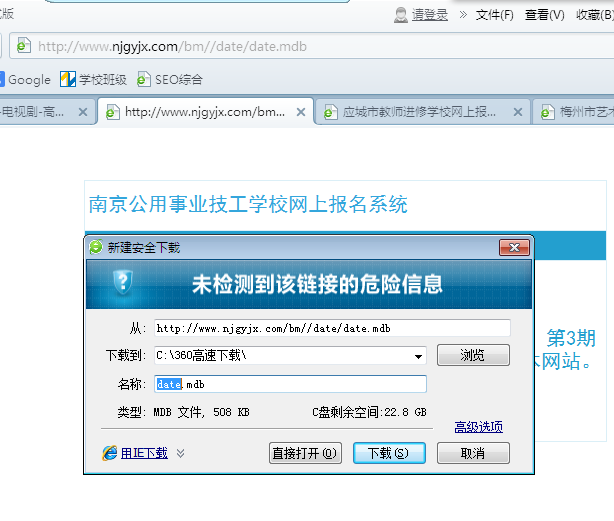 式版
请登录 » 文件(F) 查看(V) 收藏(B)
http://www.njgyjx.com/bm//date/date.mdb
Google 学校班级 SEO综合
-电视剧-高... http://www.njgyjx.com/bm... 应城市教师进修学校网上报... 梅州市艺术
南京公用事业技工学校网上报名系统
新建安全下载
未检测到该链接的危险信息
从: http://www.njgyjx.com/bm//date/date.mdb
第3期
下载到: C:\360高速下载\ 浏览
本网站。
名称: date.mdb
类型: MDB 文件, 508 KB C盘剩余空间:22.8 GB
高级选项
用IE下载 直接打开(O) 下载(S) 取消